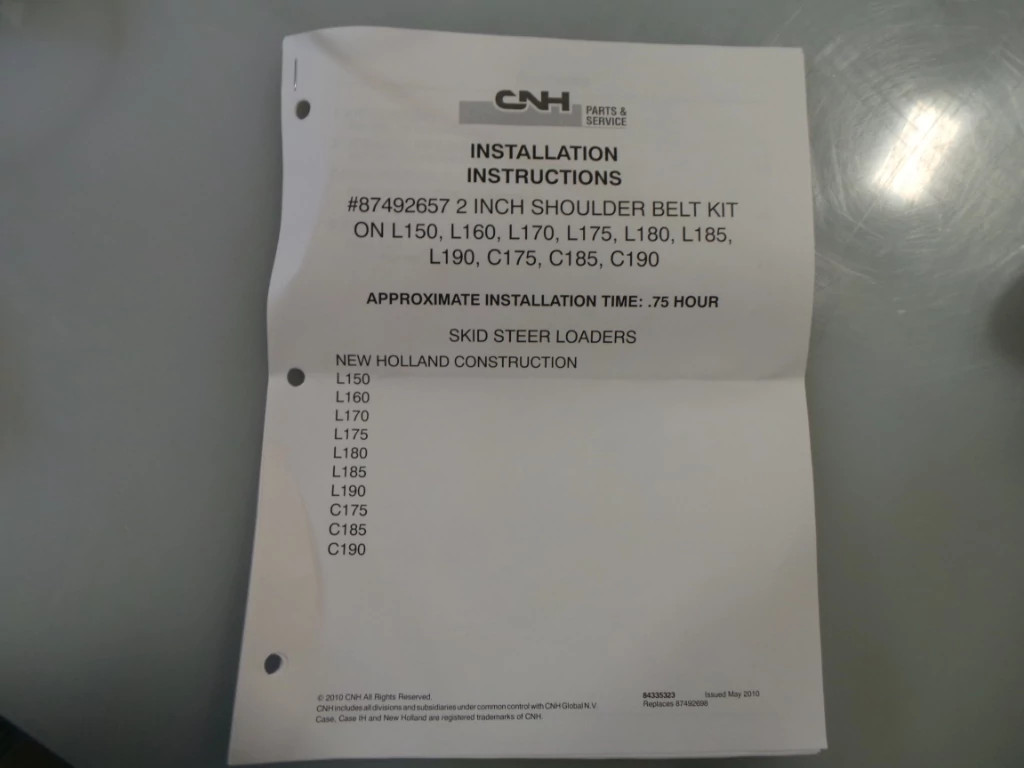 CNH
PARTS &
SERVICE
INSTALLATION
INSTRUCTIONS
#87492657 2 INCH SHOULDER BELT KIT
ON L150, L160, L170, L175, L180, L185,
L190, C175, C185, C190
APPROXIMATE INSTALLATION TIME: .75 HOUR
SKID STEER LOADERS
NEW HOLLAND CONSTRUCTION
L150
L160
L170
L175
L180
L185
L190
C175
C185
C190
© 2010 CNH All Rights Reserved.
CNH includes all divisions and subsidiaries under common control with CNH Global N.V.
Case, Case IH and New Holland are registered trademarks of CNH.
84335323 Issued May 2010
Replaces 87492698